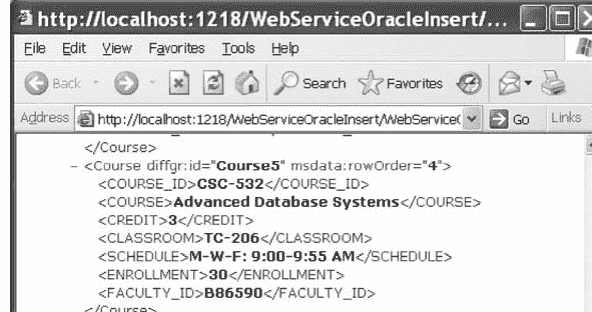 http://localhost:1218/WebServiceOracleInsert/...
File Edit View Favorites Tools Help
Back Search Favorites
Address http://localhost:1218/WebServiceOracleInsert/WebService( Go Links
</Course>
– <Course diffgr:id="Course5" msdata:rowOrder="4">
<COURSE_ID>CSC-532</COURSE_ID>
<COURSE>Advanced Database Systems</COURSE>
<CREDIT>3</CREDIT>
<CLASSROOM>TC-206</CLASSROOM>
<SCHEDULE>M-W-F: 9:00-9:55 AM</SCHEDULE>
<ENROLLMENT>30</ENROLLMENT>
<FACULTY_ID>B86590</FACULTY_ID>
</Course>